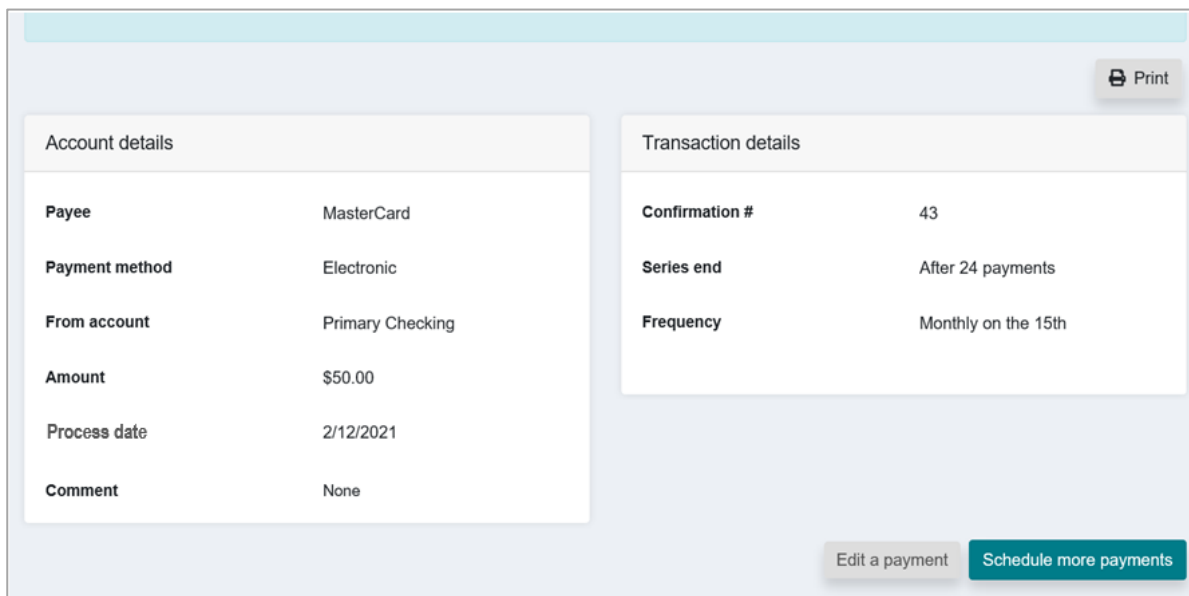 Print
Account details
Payee MasterCard
Payment method Electronic
From account Primary Checking
Amount $50.00
Process date 2/12/2021
Comment None
Transaction details
Confirmation # 43
Series end After 24 payments
Frequency Monthly on the 15th
Edit a payment Schedule more payments